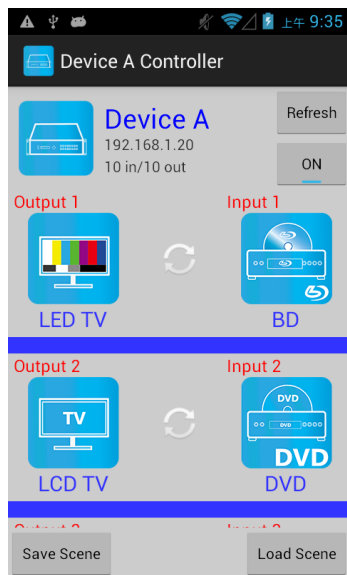 上午 9:35
Device A Controller
Device A
Refresh
192.168.1.20
10 in/10 out
ON
Output 1
Input 1
LED TV
BD
Output 2
Input 2
TV
DVD
DVD
DVD
LCD TV
DVD
Save Scene
Load Scene